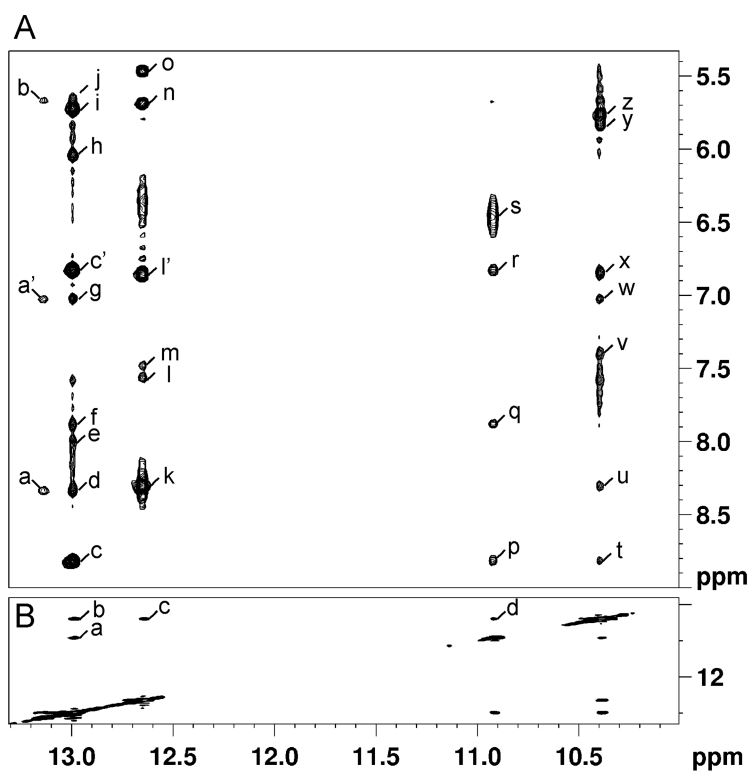 A
b j o
i n z
5.5
y
h
6.0
s
6.5
c' l' r x
a' g w
7.0
m v
l
7.5
f q
e
8.0
a d k u
c p t
8.5
ppm
B b c d
a
12
13.0 12.5 12.0 11.5 11.0 10.5 ppm